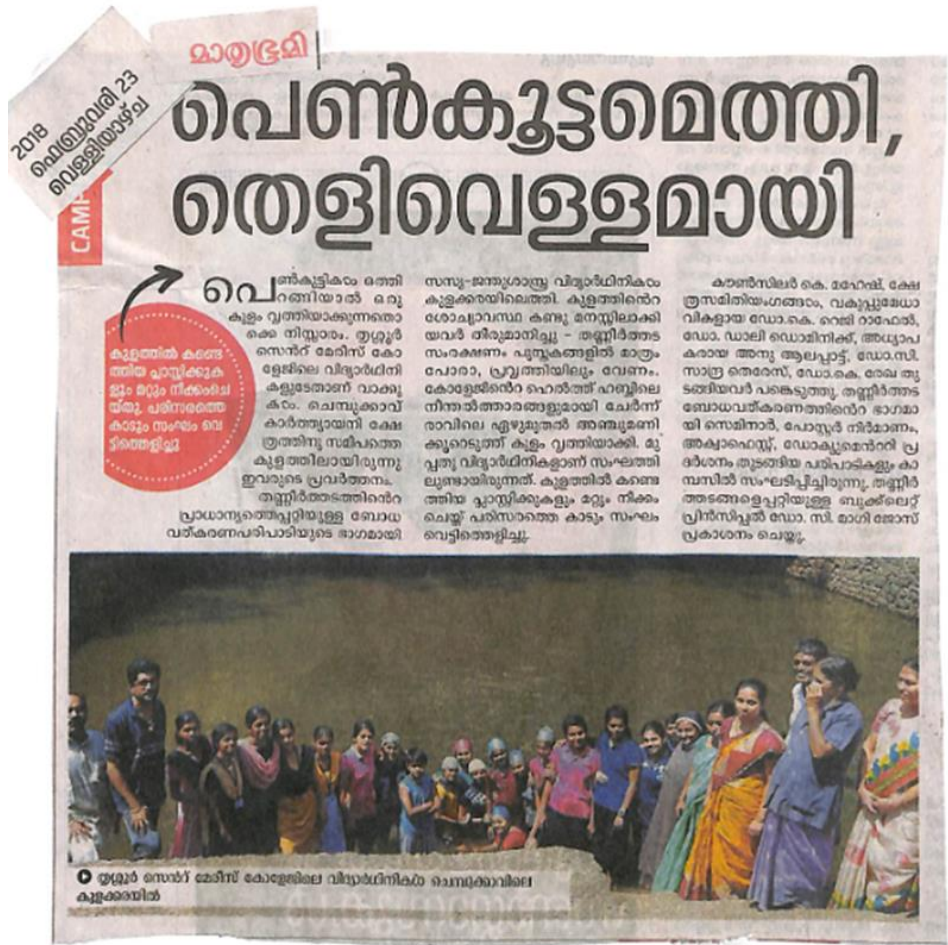 മാതൃഭൂമി
2018
ഫെബ്രുവരി 23
വെള്ളിയാഴ്ച
CAMP
പെൺകൂട്ടമെത്തി,
തെളിവെള്ളമായി
കുളത്തിൽ കണ്ടെ
ത്തിയ പ്ലാസ്റ്റിക്കുക
ളും മറ്റും നീക്കംചെ
യ്തു. പരിസരത്തെ
കാടും സംഘം വെ
ട്ടിത്തെളിച്ചു
പെൺകുട്ടികൾ ഒത്തി
റങ്ങിയാൽ ഒരു
കുളം വൃത്തിയാക്കുന്നതൊ
ക്കെ നിസ്സാരം. തൃശ്ശൂർ
സെൻറ് മേരീസ് കോ
ളേജിലെ വിദ്യാർഥിനി
കളുടേതാണ് വാക്കു
കൾ. ചെമ്പുക്കാവ്
കാർത്ത്യായനി ക്ഷേ
ത്രത്തിനു സമീപത്തെ
കുളത്തിലായിരുന്നു
ഇവരുടെ പ്രവർത്തനം.
തണ്ണീർത്തടത്തിൻെറ
പ്രാധാന്യത്തെപ്പറ്റിയുള്ള ബോധ
വത്കരണപരിപാടിയുടെ ഭാഗമായി
സസ്യ-ജന്തുശാസ്ത്ര വിദ്യാർഥിനികൾ
കുളക്കരയിലെത്തി. കുളത്തിൻെറ
ശോച്യാവസ്ഥ കണ്ടു മനസ്സിലാക്കി
യവർ തീരുമാനിച്ചു - തണ്ണീർത്തട
സംരക്ഷണം പുസ്തകങ്ങളിൽ മാത്രം
പോരാ, പ്രവൃത്തിയിലും വേണം.
കോളേജിൻെറ ഹെൽത്ത് ഹബ്ബിലെ
നീന്തൽത്താരങ്ങളുമായി ചേർന്ന്
രാവിലെ ഏഴുമുതൽ അഞ്ചുമണി
ക്കൂറെടുത്ത് കുളം വൃത്തിയാക്കി. മു
പ്പതു വിദ്യാർഥിനികളാണ് സംഘത്തി
ലുണ്ടായിരുന്നത്. കുളത്തിൽ കണ്ടെ
ത്തിയ പ്ലാസ്റ്റിക്കുകളും മറ്റും നീക്കം
ചെയ്ത് പരിസരത്തെ കാടും സംഘം
വെട്ടിത്തെളിച്ചു.
കൗൺസിലർ കെ. മഹേഷ്, ക്ഷേ
ത്രസമിതിയംഗങ്ങൾ, വകുപ്പുമേധാ
വികളായ ഡോ.കെ. റെജി റാഫേൽ,
ഡോ. ഡാലി ഡൊമിനിക്ക്, അധ്യാപ
കരായ അനു ആലപ്പാട്ട്, ഡോ.സി.
സാന്ദ്ര തെരേസ്, ഡോ.കെ. രേഖ തു
ടങ്ങിയവർ പങ്കെടുത്തു. തണ്ണീർത്തട
ബോധവത്കരണത്തിൻെറ ഭാഗമാ
യി സെമിനാർ, പോസ്റ്റർ നിർമാണം,
അക്വാഫെസ്റ്റ്, ഡോക്യുമെൻററി പ്ര
ദർശനം തുടങ്ങിയ പരിപാടികളും കാ
മ്പസിൽ സംഘടിപ്പിച്ചിരുന്നു. തണ്ണീർ
ത്തടങ്ങളെപ്പറ്റിയുള്ള ബുക്ക്‌ലെറ്റ്
പ്രിൻസിപ്പൽ ഡോ. സി. മാഗി ജോസ്
പ്രകാശനം ചെയ്തു.
തൃശ്ശൂർ സെൻറ് മേരീസ് കോളേജിലെ വിദ്യാർഥിനികൾ ചെമ്പുക്കാവിലെ
കുളക്കരയിൽ